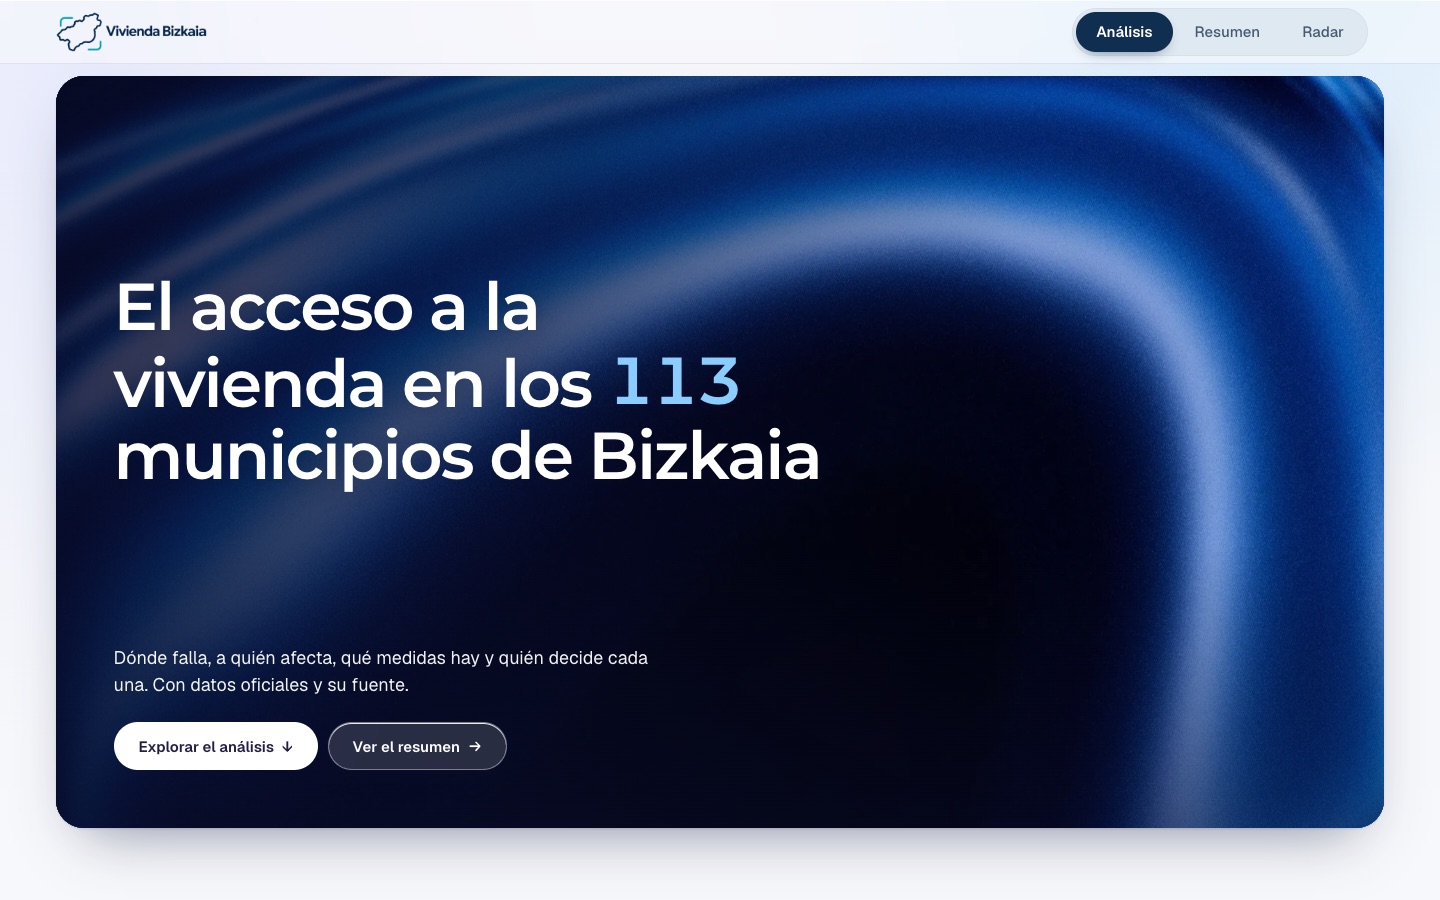 Vivienda Bizkaia
Análisis
Resumen
Radar
El acceso a la
vivienda en los 113
municipios de Bizkaia
Dónde falla, a quién afecta, qué medidas hay y quién decide cada
una. Con datos oficiales y su fuente.
Explorar el análisis ↓
Ver el resumen →